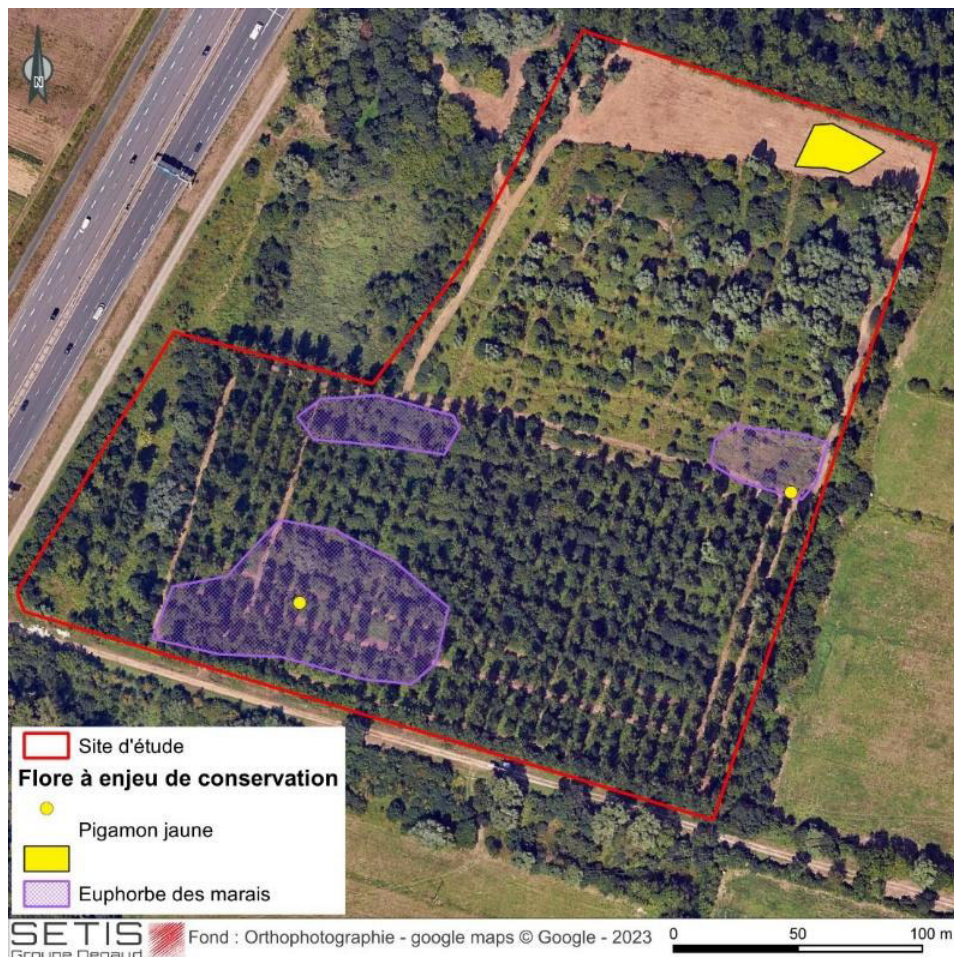 N
Site d'étude
Flore à enjeu de conservation
Pigamon jaune
Euphorbe des marais
SETIS
Groupe Degaud
Fond : Orthophotographie - google maps © Google - 2023
0 50 100 m